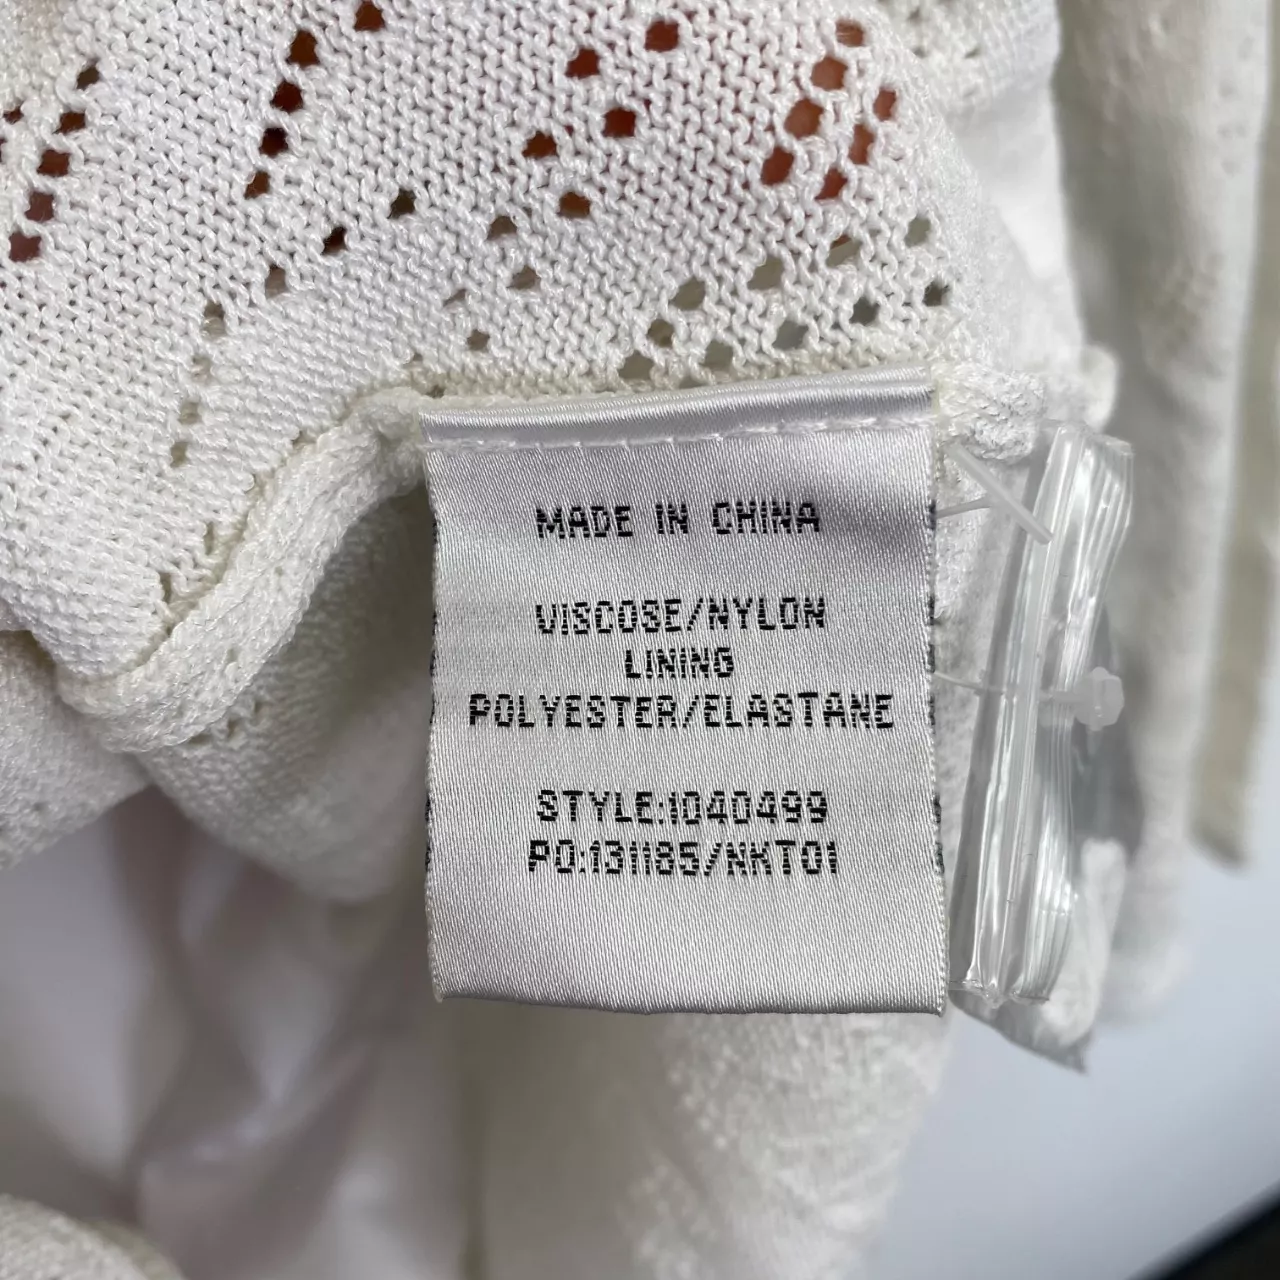 MADE IN CHINA
VISCOSE/NYLON
LINING
POLYESTER/ELASTANE
STYLE:1040499
PO:131185/NKT01